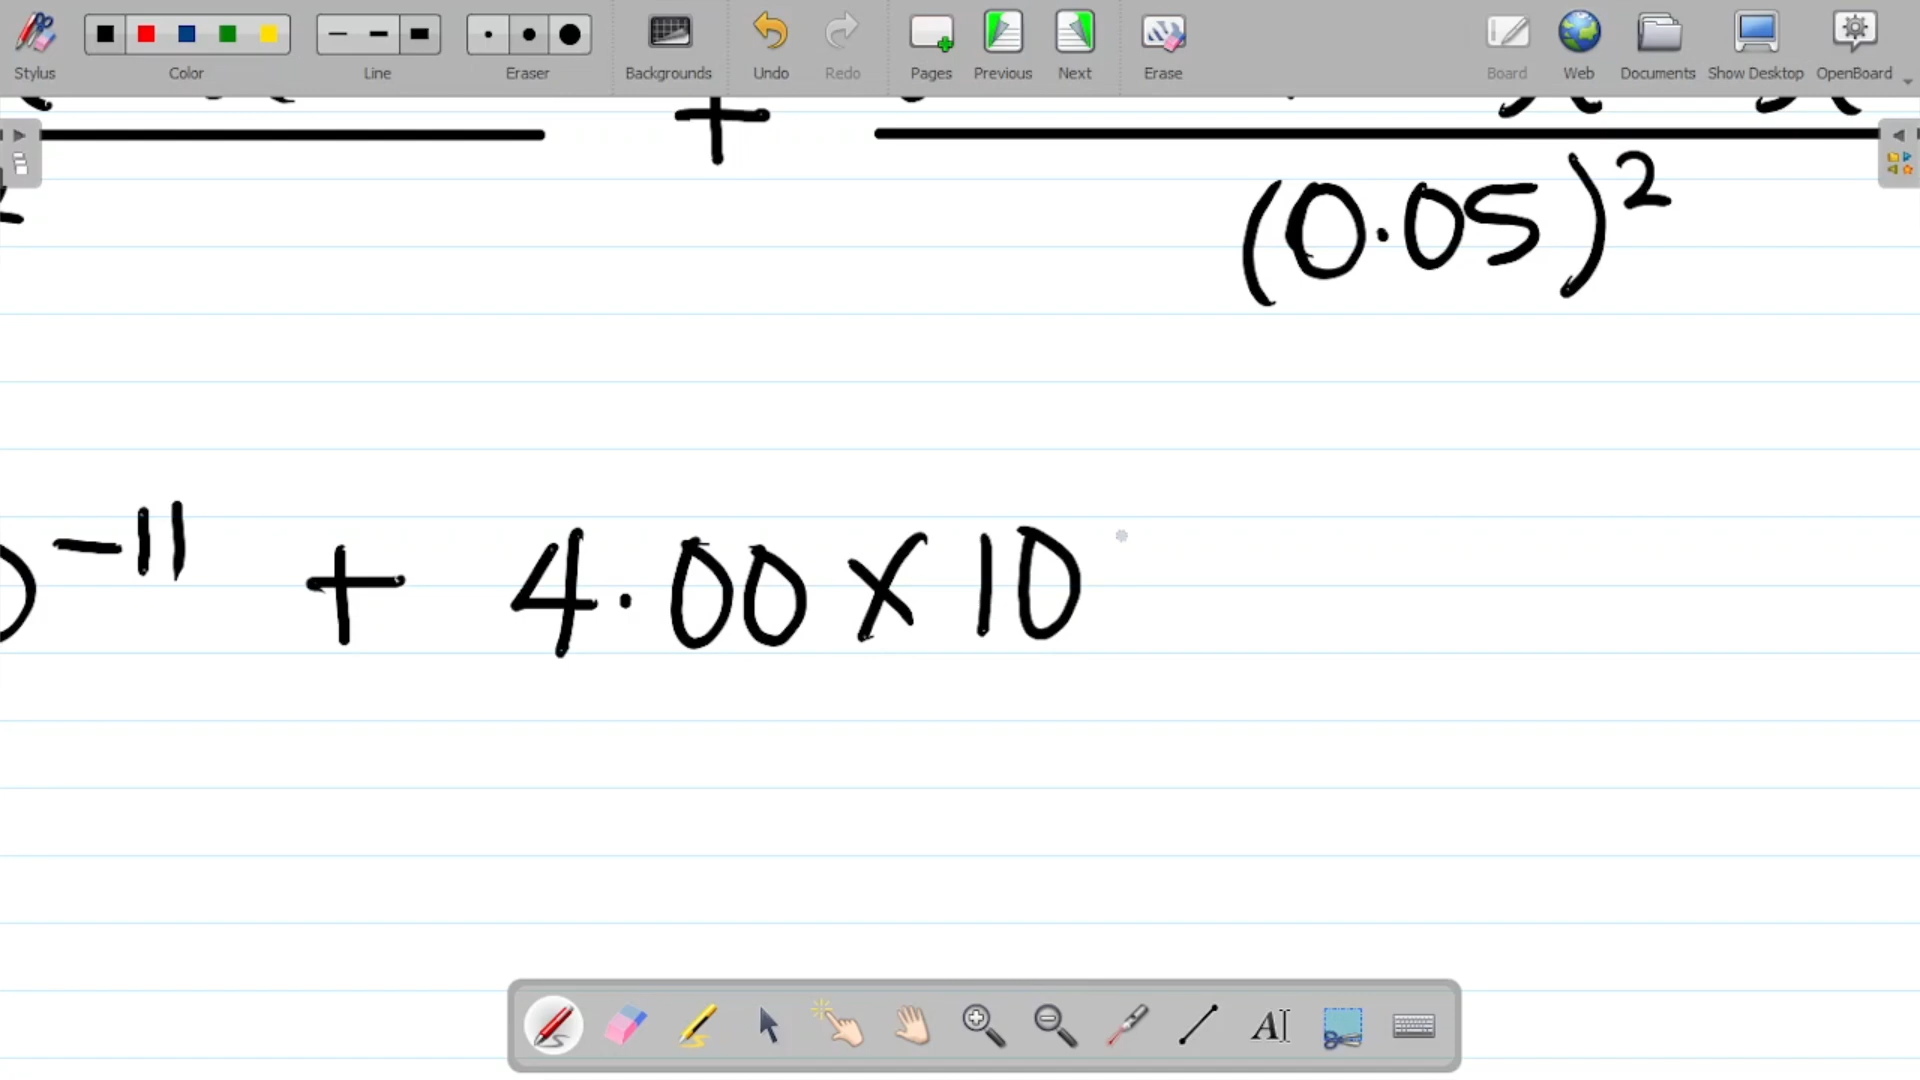 Stylus Color Line Eraser Backgrounds Undo Redo Pages Previous Next Erase Board Web Documents Show Desktop OpenBoard
+
(0.05)²
⁻¹¹ + 4.00 × 10